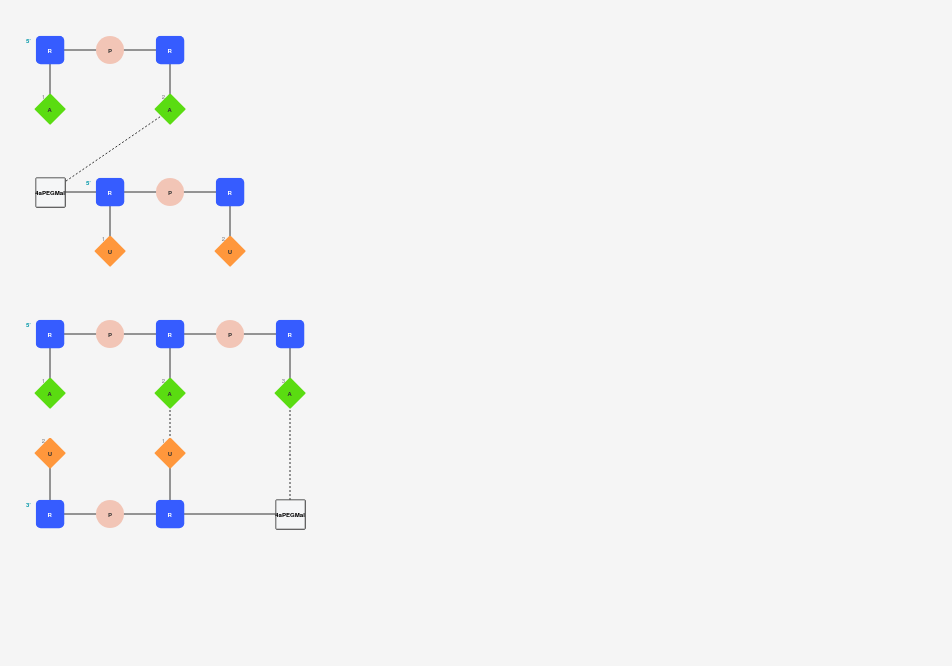 5'
R P R
1 2
A A
4aPEGMal 5' R P R
1 2
U U
5'
R P R P R
1 2 3
A A A
2 1
U U
3'
R P R 4aPEGMal